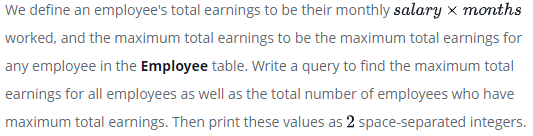 We define an employee's total earnings to be their monthly salary × months
worked, and the maximum total earnings to be the maximum total earnings for
any employee in the Employee table. Write a query to find the maximum total
earnings for all employees as well as the total number of employees who have
maximum total earnings. Then print these values as 2 space-separated integers.